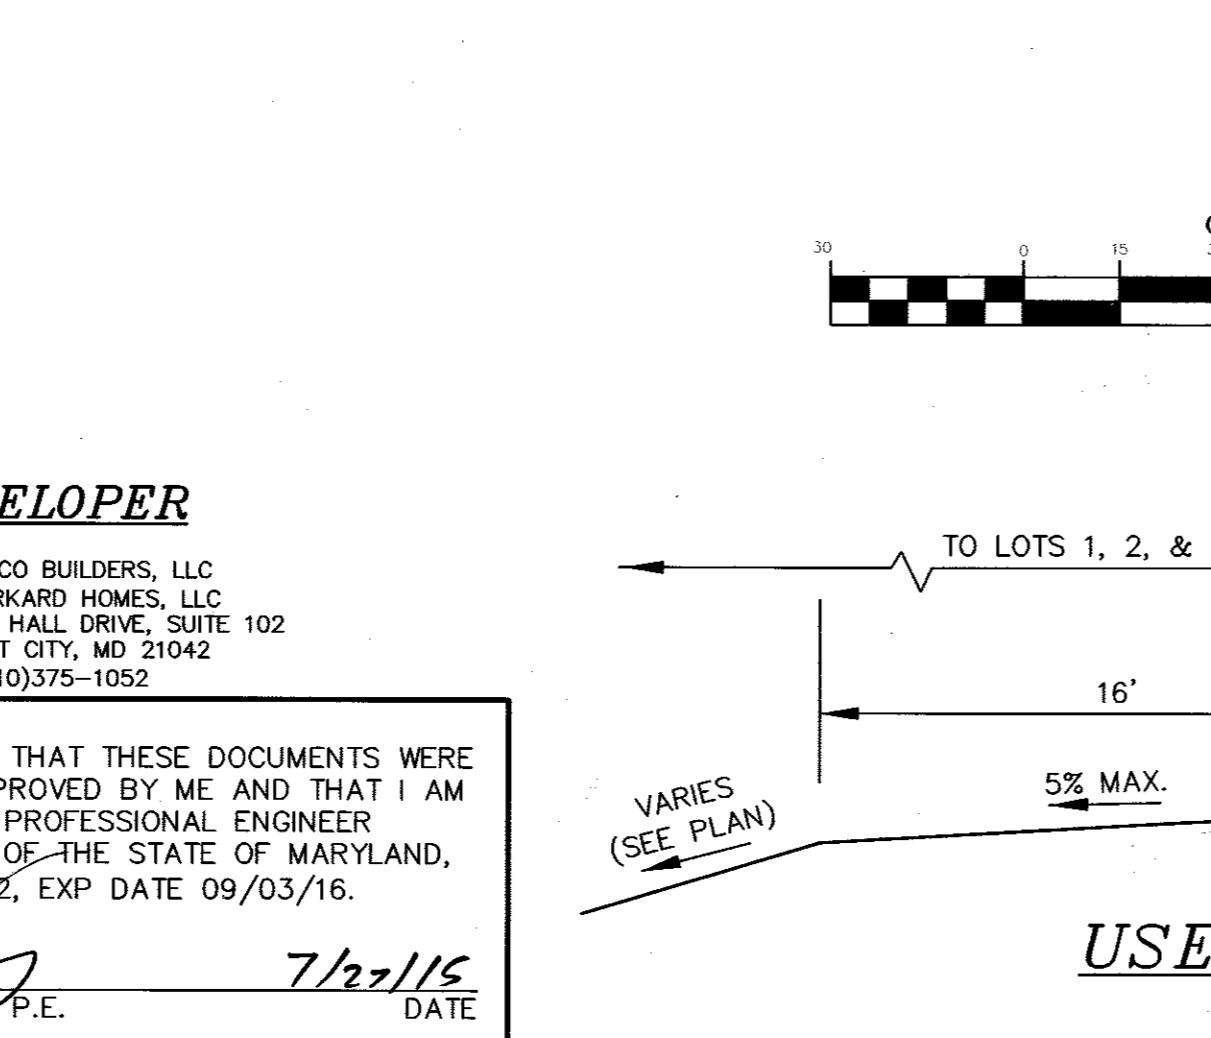 30 0 15
ELOPER
CO BUILDERS, LLC
RKARD HOMES, LLC
HALL DRIVE, SUITE 102
T CITY, MD 21042
10)375-1052
THAT THESE DOCUMENTS WERE
PROVED BY ME AND THAT I AM
PROFESSIONAL ENGINEER
OF THE STATE OF MARYLAND,
2, EXP DATE 09/03/16.
7/27/15
P.E. DATE
TO LOTS 1, 2, &
16'
5% MAX.
VARIES
(SEE PLAN)
USE